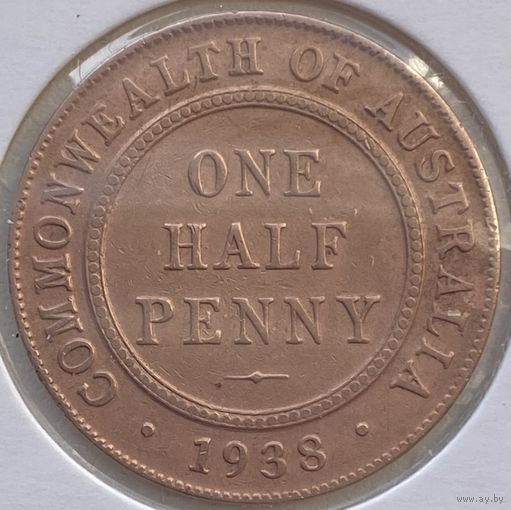 COMMONWEALTH OF AUSTRALIA
ONE
HALF
PENNY
· 1938 ·
www.ay.by